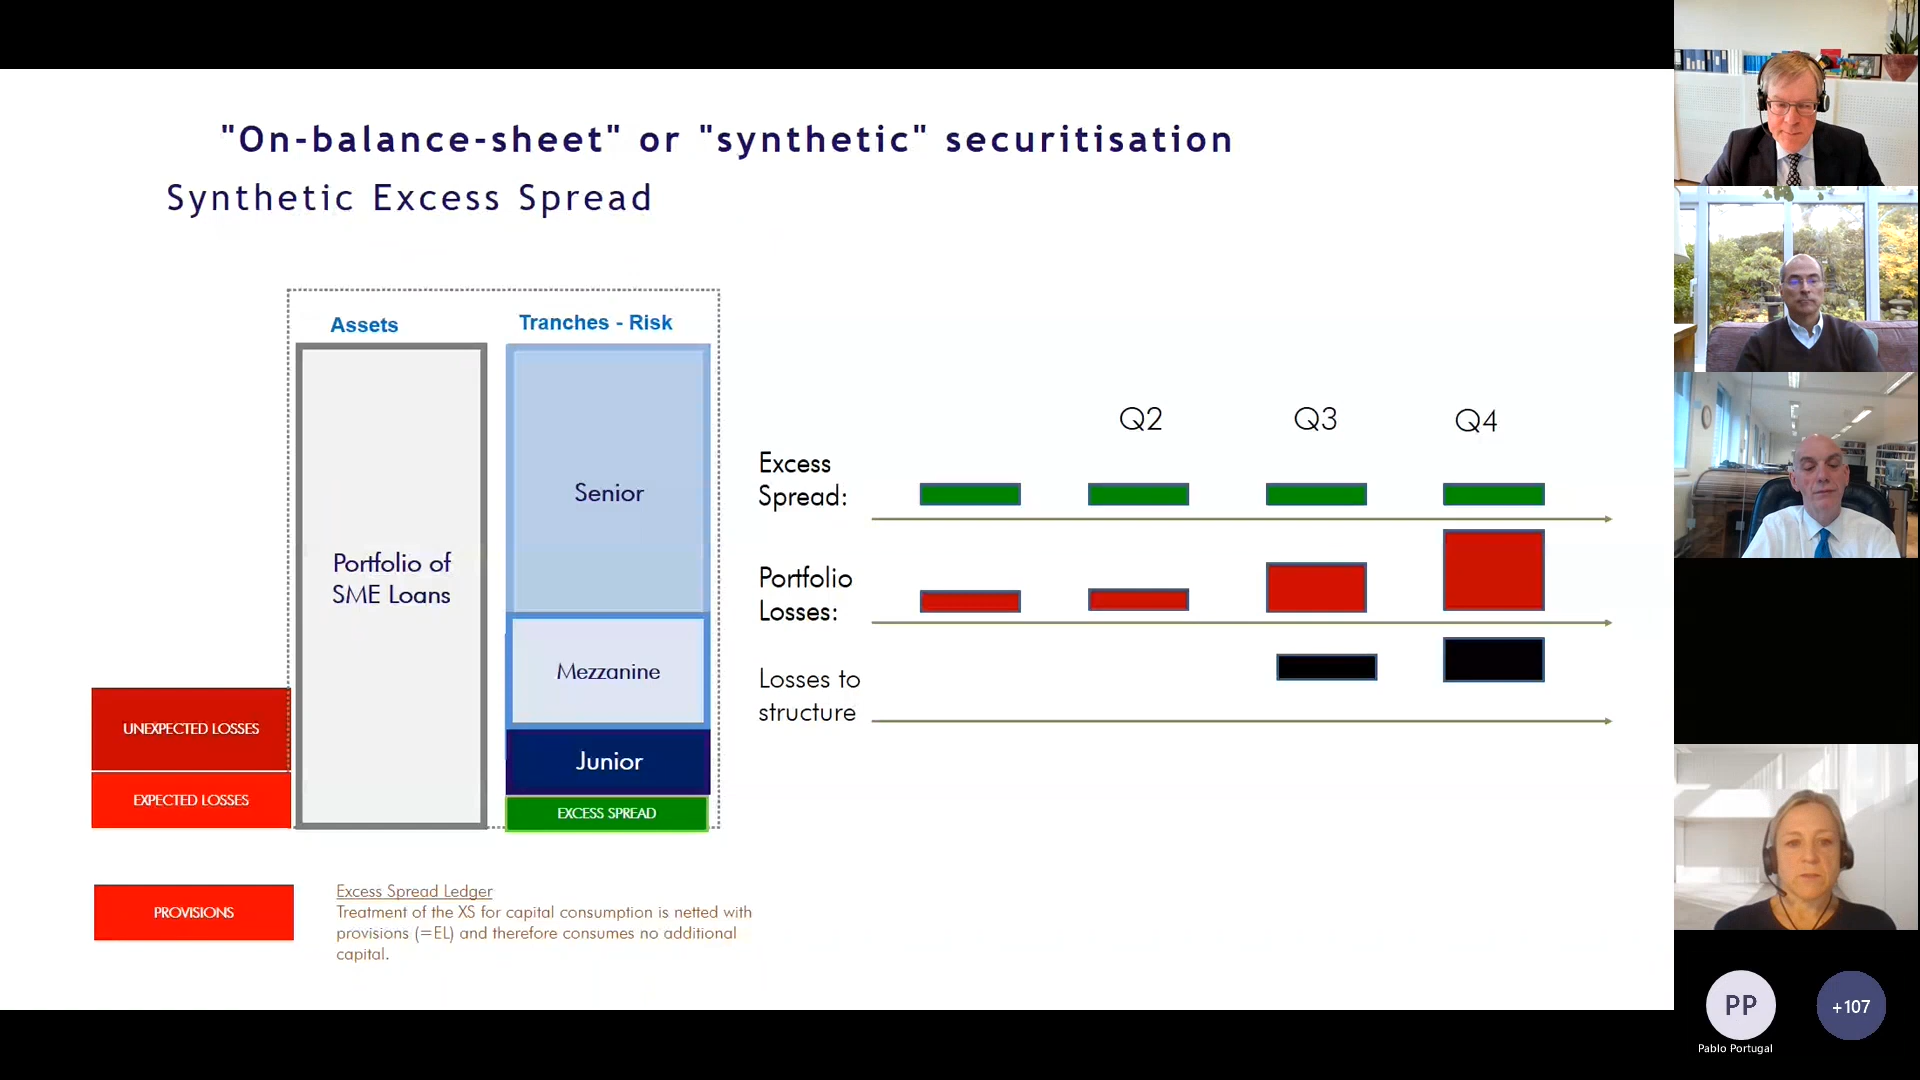 "On-balance-sheet" or "synthetic" securitisation
Synthetic Excess Spread
Assets
Tranches - Risk
Portfolio of
SME Loans
Senior
Mezzanine
Junior
EXCESS SPREAD
UNEXPECTED LOSSES
EXPECTED LOSSES
PROVISIONS
Excess Spread Ledger
Treatment of the XS for capital consumption is netted with
provisions (=EL) and therefore consumes no additional
capital.
Q2
Q3
Q4
Excess
Spread:
Portfolio
Losses:
Losses to
structure
PP
+107
Pablo Portugal